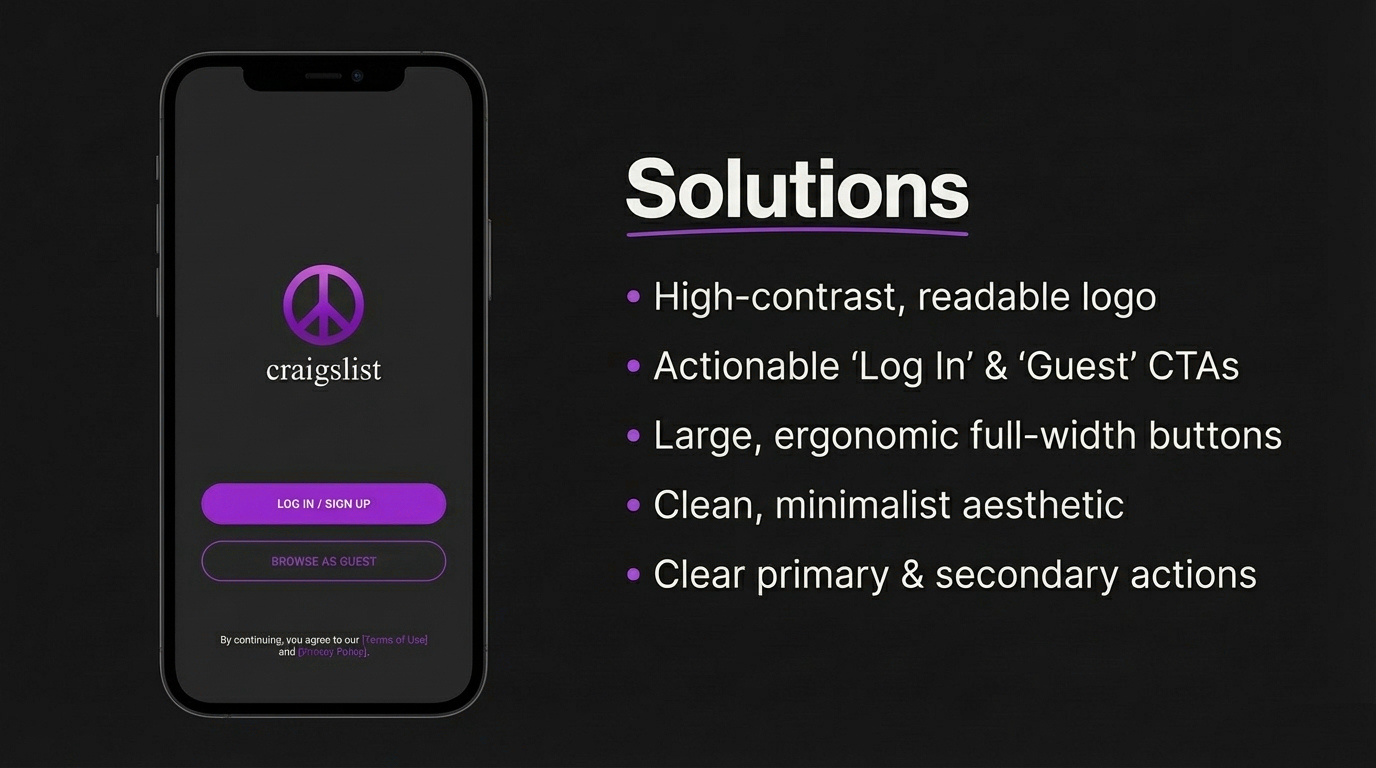 craigslist
LOG IN / SIGN UP
BROWSE AS GUEST
By continuing, you agree to our [Terms of Use]
and
Solutions
• High-contrast, readable logo
• Actionable ‘Log In’ & ‘Guest’ CTAs
• Large, ergonomic full-width buttons
• Clean, minimalist aesthetic
• Clear primary & secondary actions